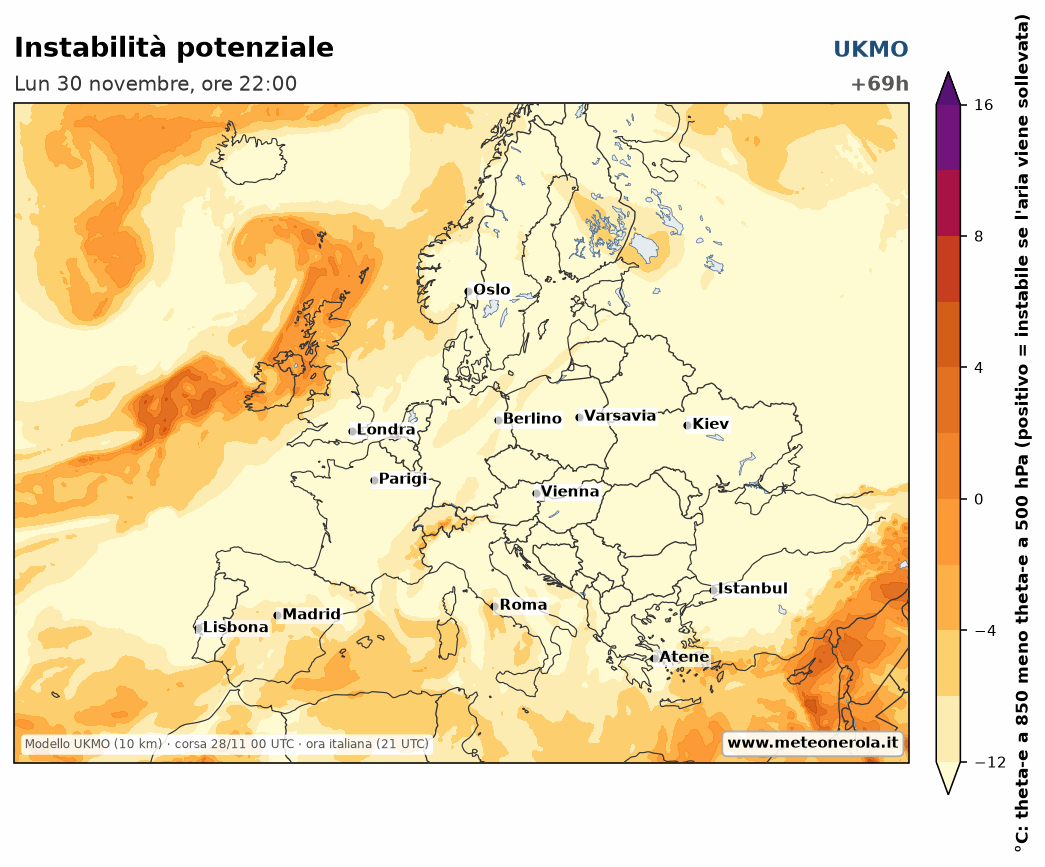 Instabilità potenziale
UKMO
Lun 30 novembre, ore 22:00
+69h
16
8
4
0
−4
−12
°C: theta-e a 850 meno theta-e a 500 hPa (positivo = instabile se l'aria viene sollevata)
Oslo
Berlino
Varsavia
Kiev
Londra
Parigi
Vienna
Istanbul
Roma
Madrid
Lisbona
Atene
Modello UKMO (10 km) · corsa 28/11 00 UTC · ora italiana (21 UTC)
www.meteonerola.it